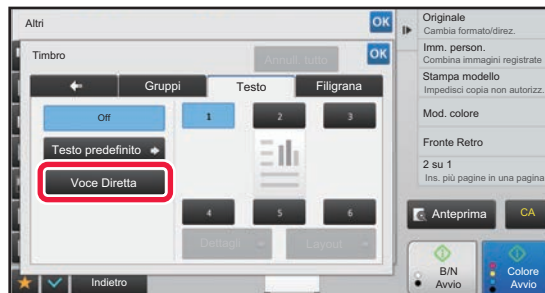 Altri
OK
Timbro
Annull. tutto
OK
Gruppi
Testo
Filigrana
Off
Testo predefinito
Voce Diretta
1
2
3
4
5
6
Dettagli
Layout
Indietro
Originale
Cambia formato/direz.
Imm. person.
Combina immagini registrate
Stampa modello
Impedisci copia non autorizz.
Mod. colore
Fronte Retro
2 su 1
Ins. più pagine in una pagina
Anteprima
CA
B/N
Avvio
Colore
Avvio